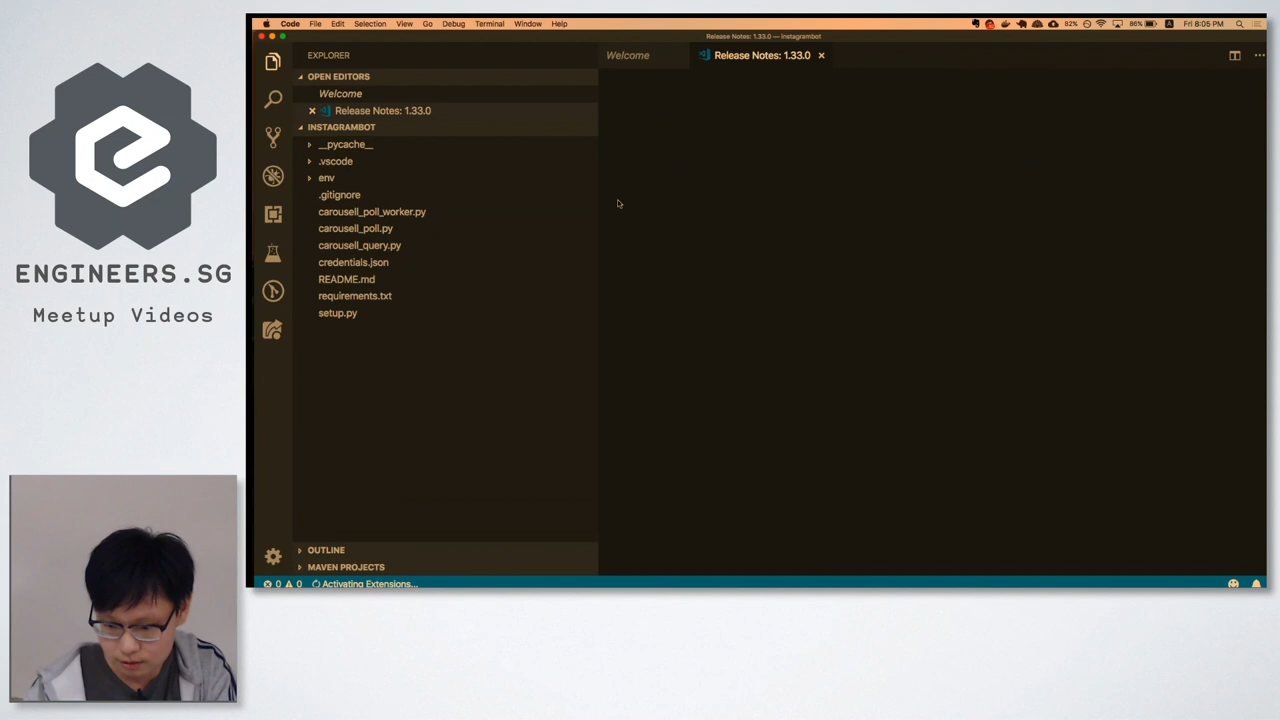 Code File Edit Selection View Go Debug Terminal Window Help 82% 86% A Fri 8:05 PM
Release Notes: 1.33.0 — instagrambot
EXPLORER
Welcome Release Notes: 1.33.0
OPEN EDITORS
Welcome
Release Notes: 1.33.0
INSTAGRAMBOT
__pycache__
.vscode
env
.gitignore
carousell_poll_worker.py
carousell_poll.py
carousell_query.py
credentials.json
README.md
requirements.txt
setup.py
OUTLINE
MAVEN PROJECTS
0 0 Activating Extensions...
ENGINEERS.SG
Meetup Videos